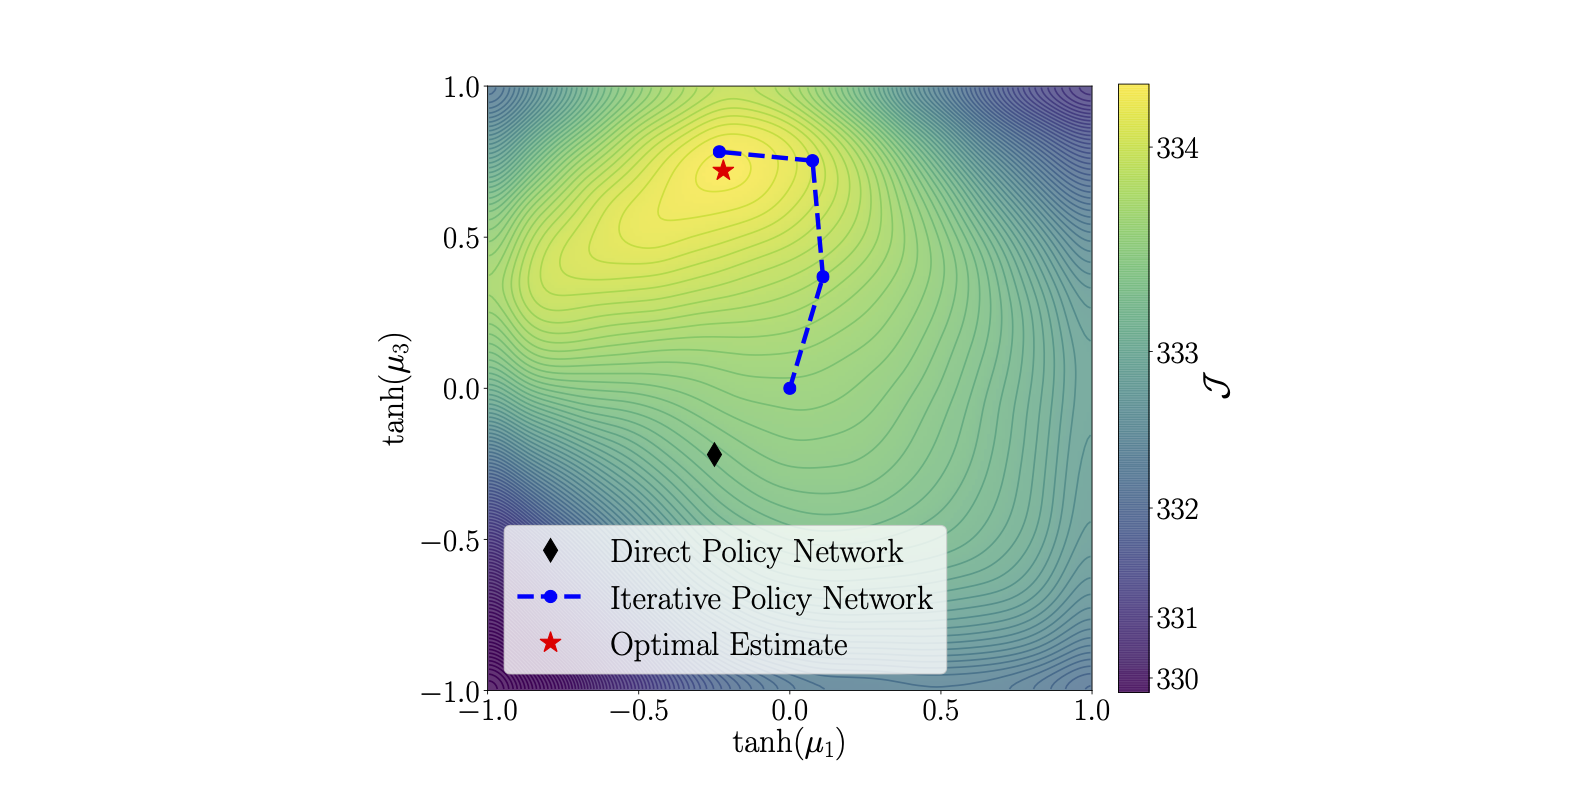 1.0
0.5
0.0
−0.5
−1.0
tanh(μ₃)
−1.0
−0.5
0.0
0.5
1.0
tanh(μ₁)
Direct Policy Network
Iterative Policy Network
Optimal Estimate
334
333
332
331
330
𝒥